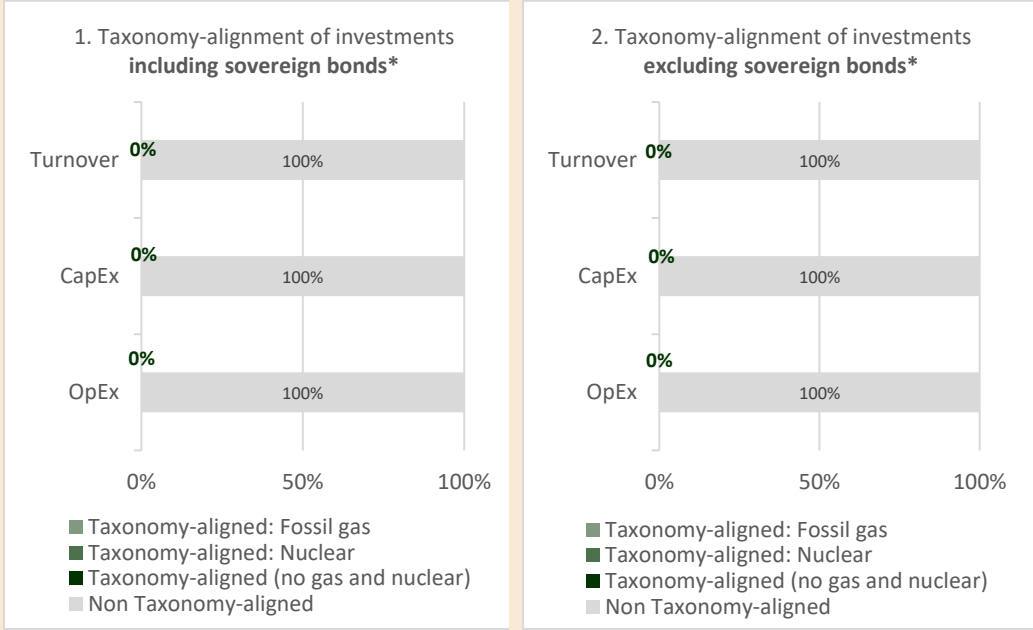 1. Taxonomy-alignment of investments
including sovereign bonds*
Turnover
0%
100%
CapEx
0%
100%
OpEx
0%
100%
0%
50%
100%
Taxonomy-aligned: Fossil gas
Taxonomy-aligned: Nuclear
Taxonomy-aligned (no gas and nuclear)
Non Taxonomy-aligned
2. Taxonomy-alignment of investments
excluding sovereign bonds*
Turnover
0%
100%
CapEx
0%
100%
OpEx
0%
100%
0%
50%
100%
Taxonomy-aligned: Fossil gas
Taxonomy-aligned: Nuclear
Taxonomy-aligned (no gas and nuclear)
Non Taxonomy-aligned